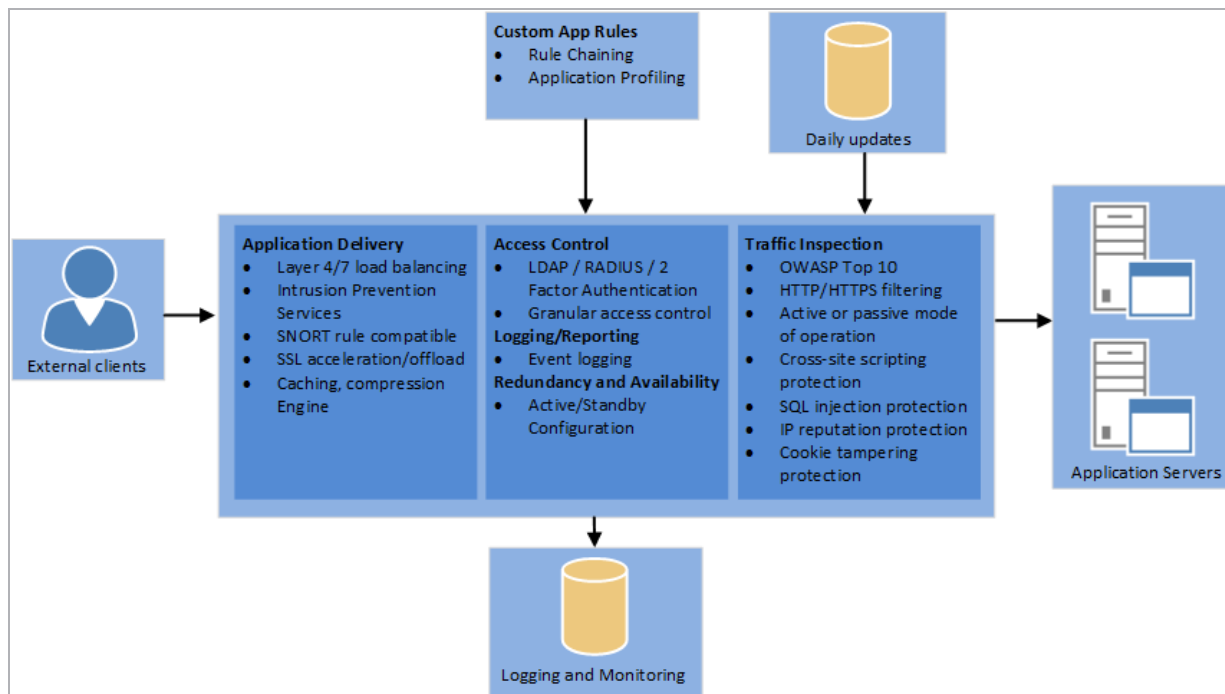 Custom App Rules
● Rule Chaining
● Application Profiling
Daily updates
External clients
Application Delivery
● Layer 4/7 load balancing
● Intrusion Prevention
Services
● SNORT rule compatible
● SSL acceleration/offload
● Caching, compression
Engine
Access Control
● LDAP / RADIUS / 2
Factor Authentication
● Granular access control
Logging/Reporting
● Event logging
Redundancy and Availability
● Active/Standby
Configuration
Traffic Inspection
● OWASP Top 10
● HTTP/HTTPS filtering
● Active or passive mode
of operation
● Cross-site scripting
protection
● SQL injection protection
● IP reputation protection
● Cookie tampering
protection
Application Servers
Logging and Monitoring